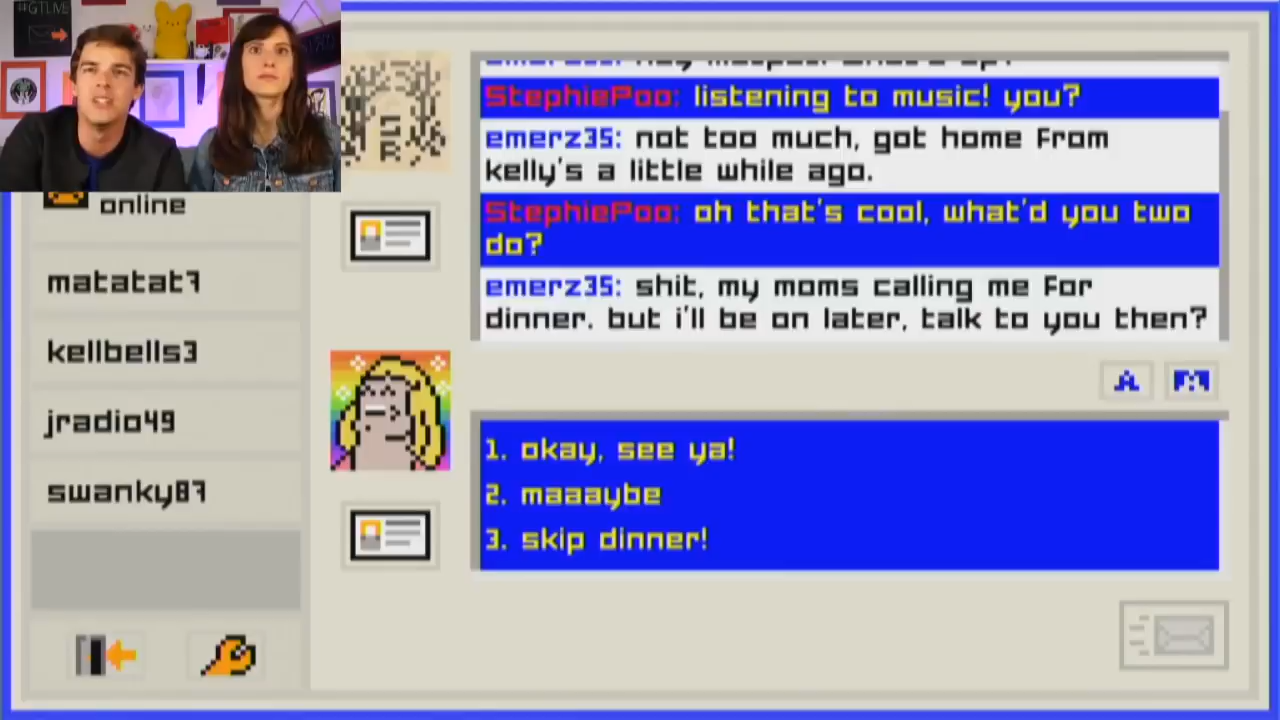 #GTLIVE
StephiePoo: listening to music! you?
emerz35: not too much, got home from
kelly's a little while ago.
StephiePoo: oh that's cool, what'd you two
do?
emerz35: shit, my moms calling me for
dinner. but i'll be on later, talk to you then?
online
matatat7
kellbells3
jradio49
swanky87
A M
1. okay, see ya!
2. maaaybe
3. skip dinner!